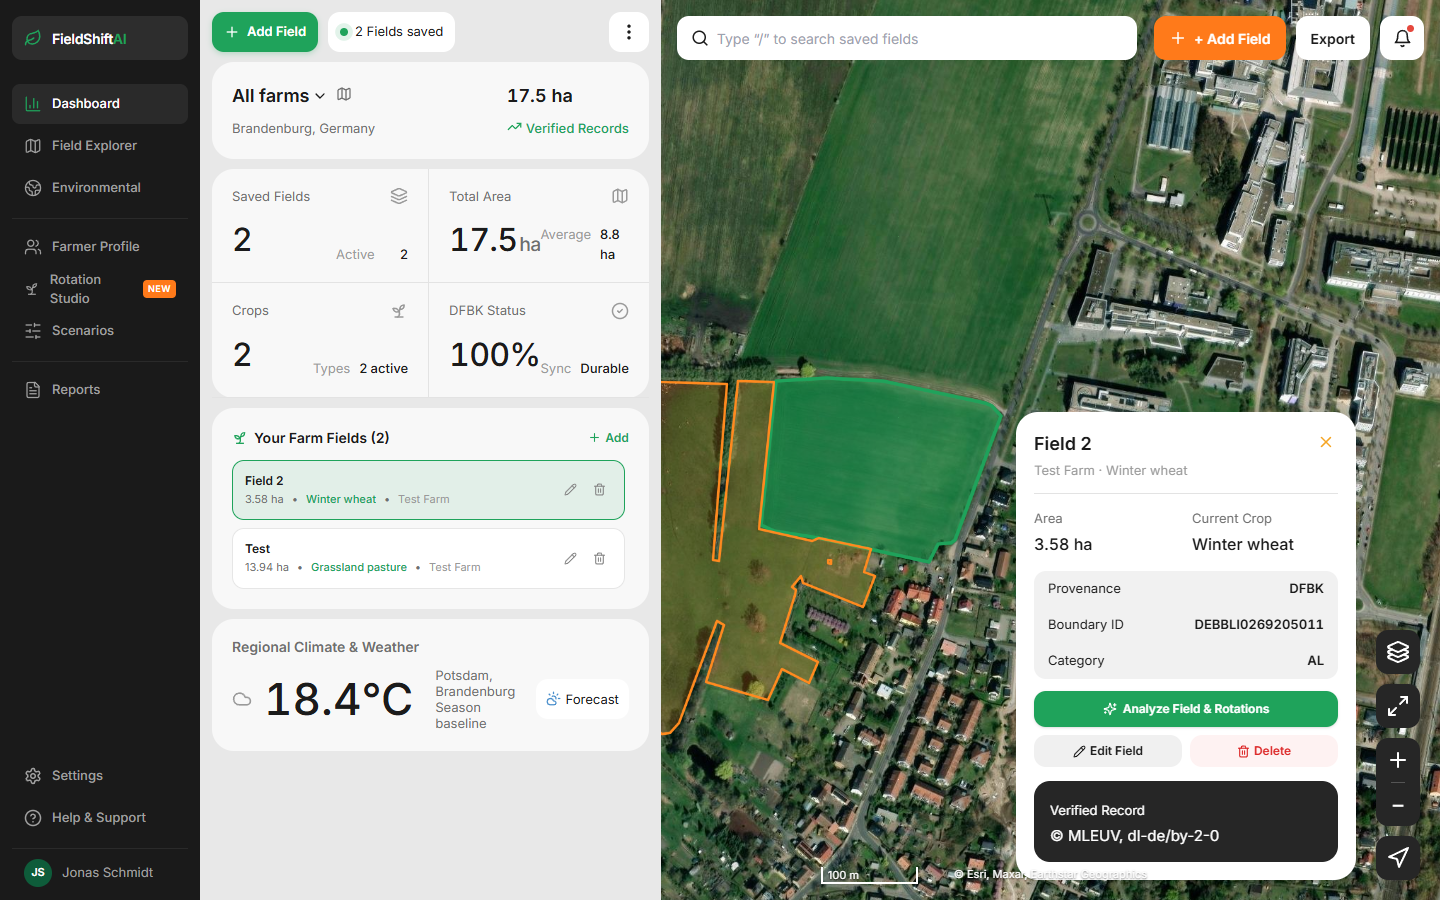 FieldShiftAI
Dashboard
Field Explorer
Environmental
Farmer Profile
Rotation
Studio
NEW
Scenarios
Reports
Settings
Help & Support
JS
Jonas Schmidt
Add Field
2 Fields saved
All farms
17.5 ha
Brandenburg, Germany
Verified Records
Saved Fields
2
Active 2
Total Area
17.5 ha
Average 8.8
ha
Crops
2
Types 2 active
DFBK Status
100%
Sync Durable
Your Farm Fields (2)
+ Add
Field 2
3.58 ha • Winter wheat • Test Farm
Test
13.94 ha • Grassland pasture • Test Farm
Regional Climate & Weather
18.4°C
Potsdam,
Brandenburg
Season
baseline
Forecast
Type “/” to search saved fields
+ Add Field
Export
Field 2
Test Farm · Winter wheat
Area
3.58 ha
Current Crop
Winter wheat
Provenance DFBK
Boundary ID DEBBLI0269205011
Category AL
Analyze Field & Rotations
Edit Field
Delete
Verified Record
© MLEUV, dl-de/by-2-0
100 m
© Esri, Maxar, Earthstar Geographics